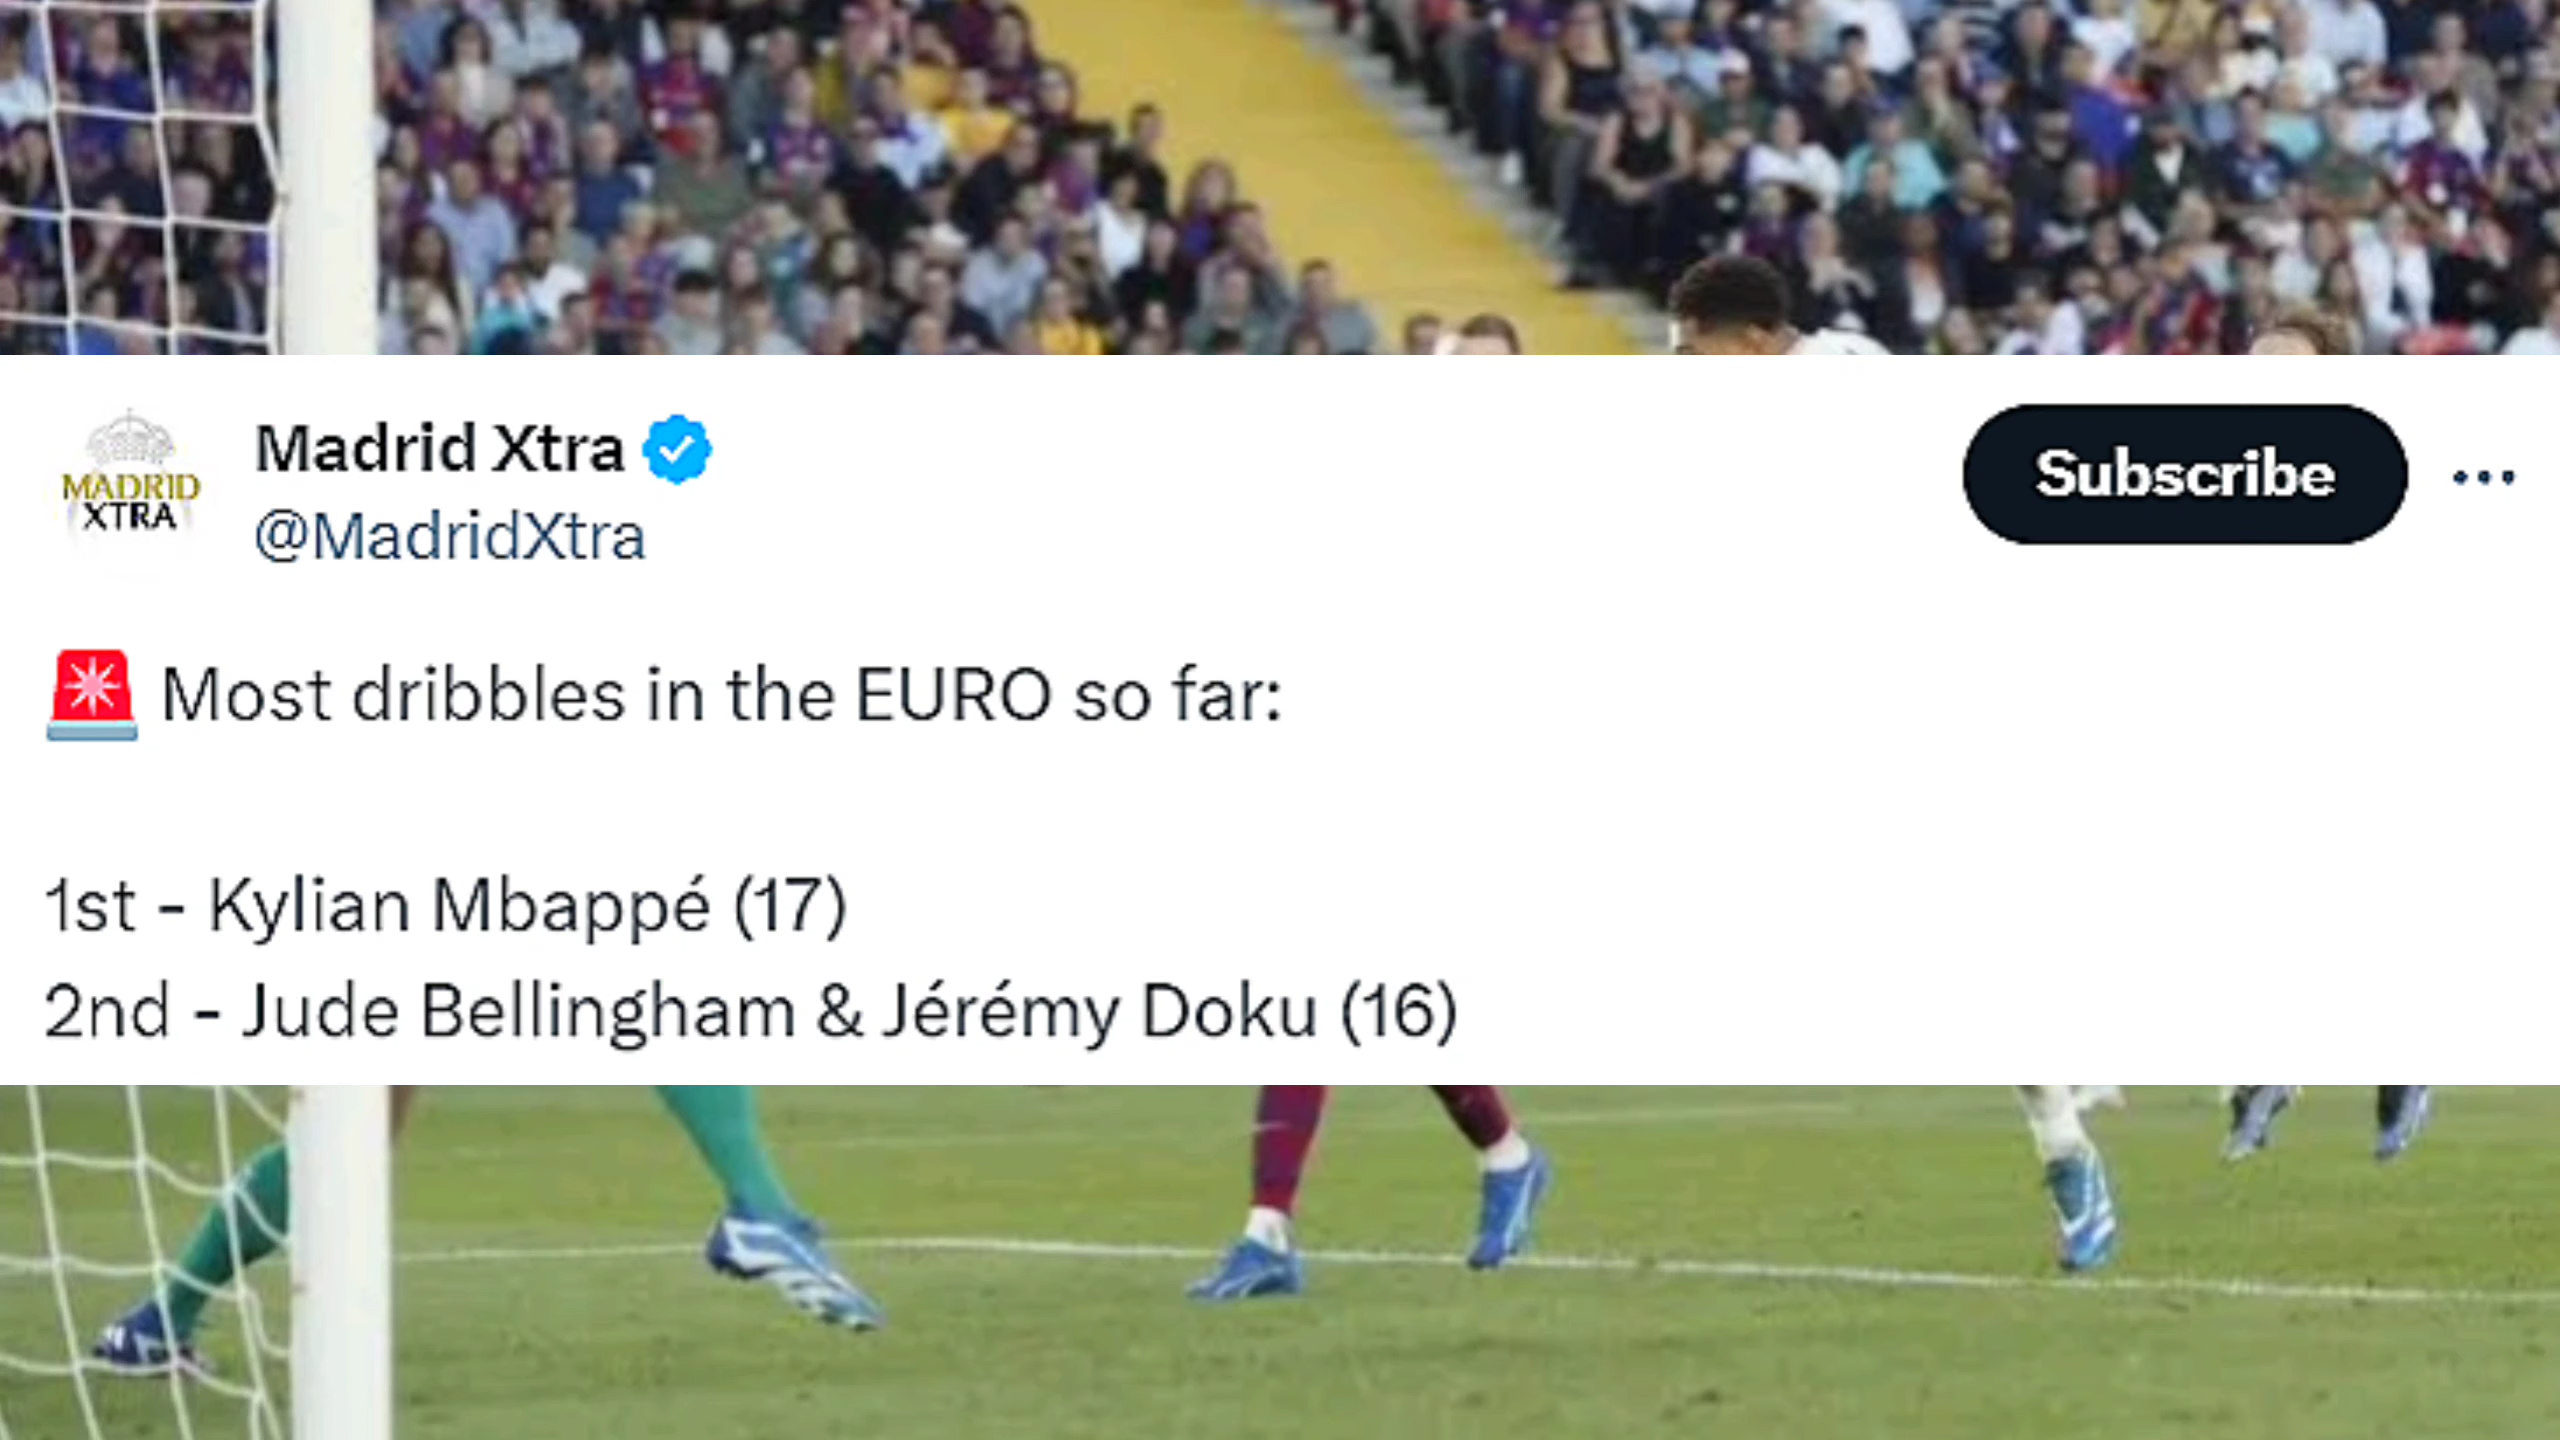 MADRID
XTRA
Madrid Xtra
@MadridXtra
Subscribe
🚨 Most dribbles in the EURO so far:
1st - Kylian Mbappé (17)
2nd - Jude Bellingham & Jérémy Doku (16)